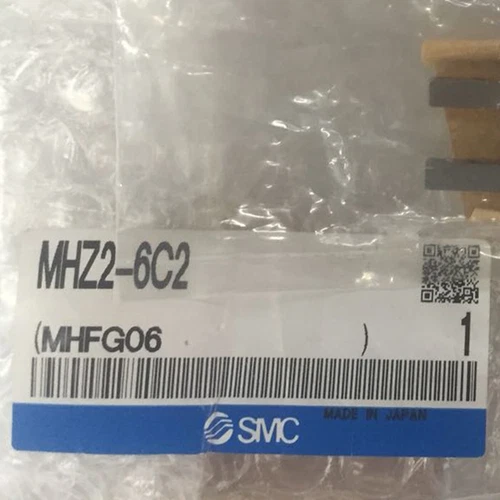 MHZ2-6C2
(MHFG06 ) 1
MADE IN JAPAN
SMC